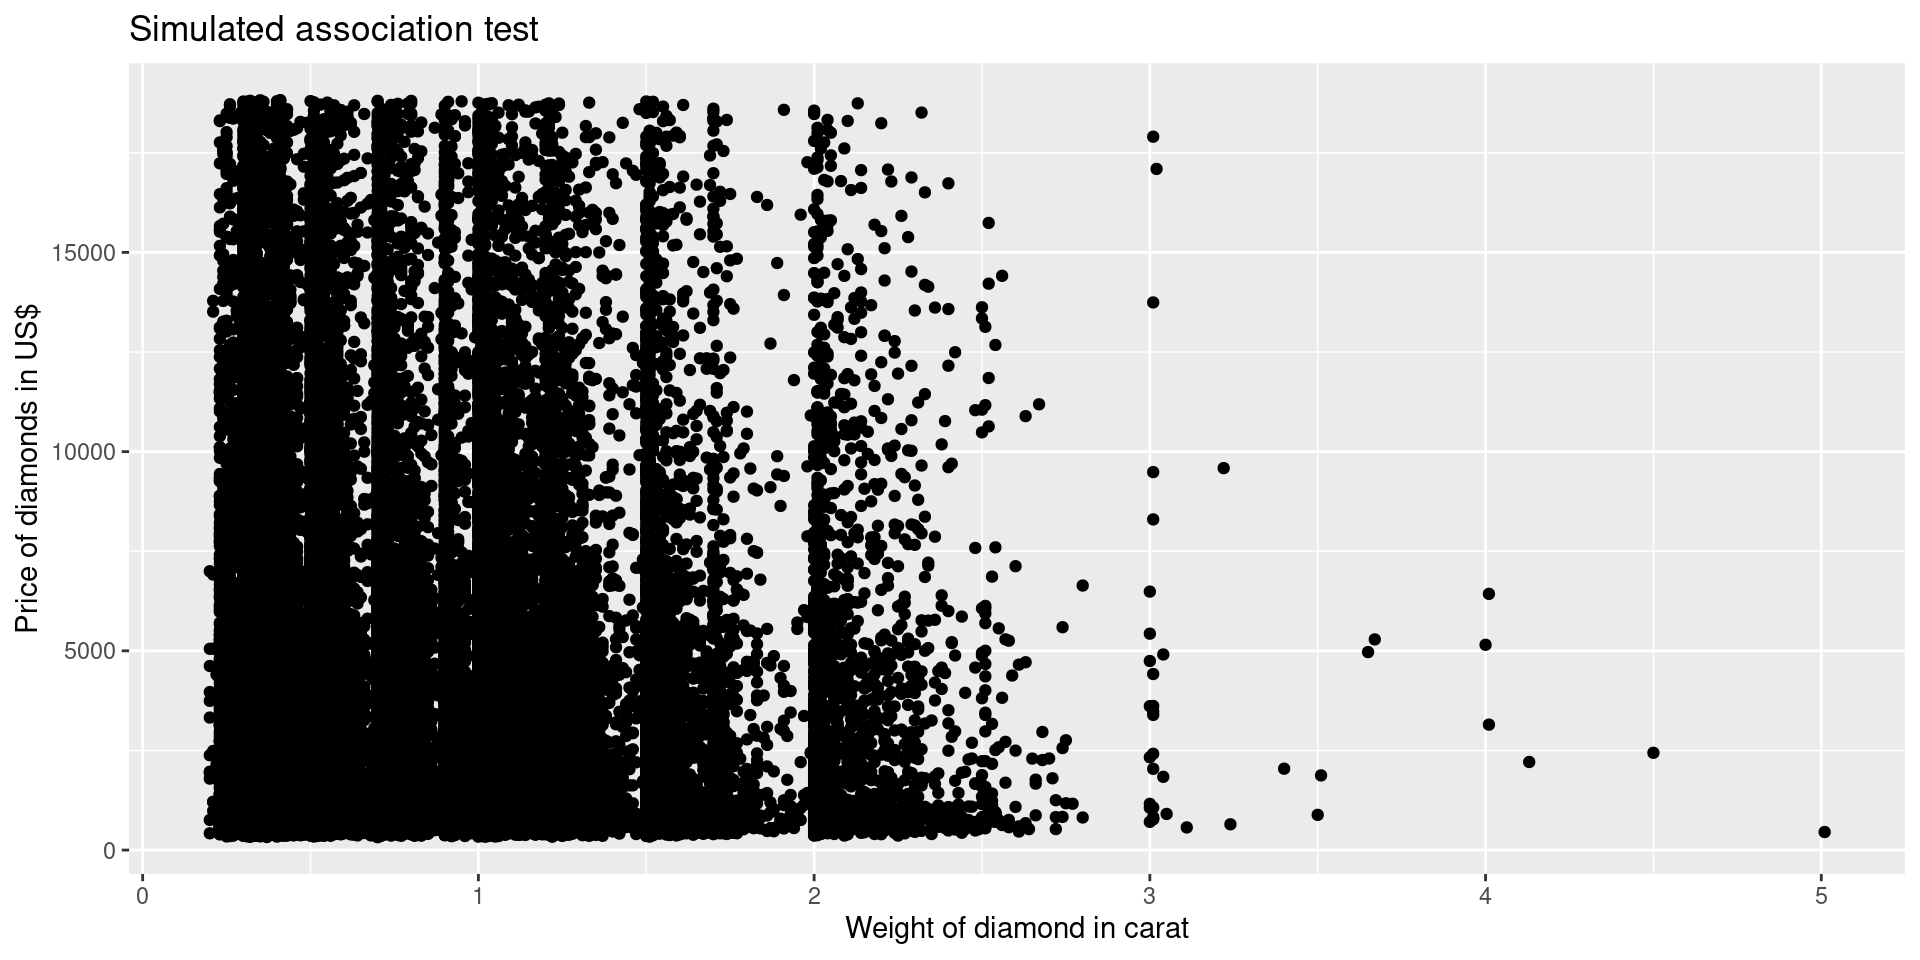 Simulated association test
Price of diamonds in US$
15000
10000
5000
0
0 1 2 3 4 5
Weight of diamond in carat